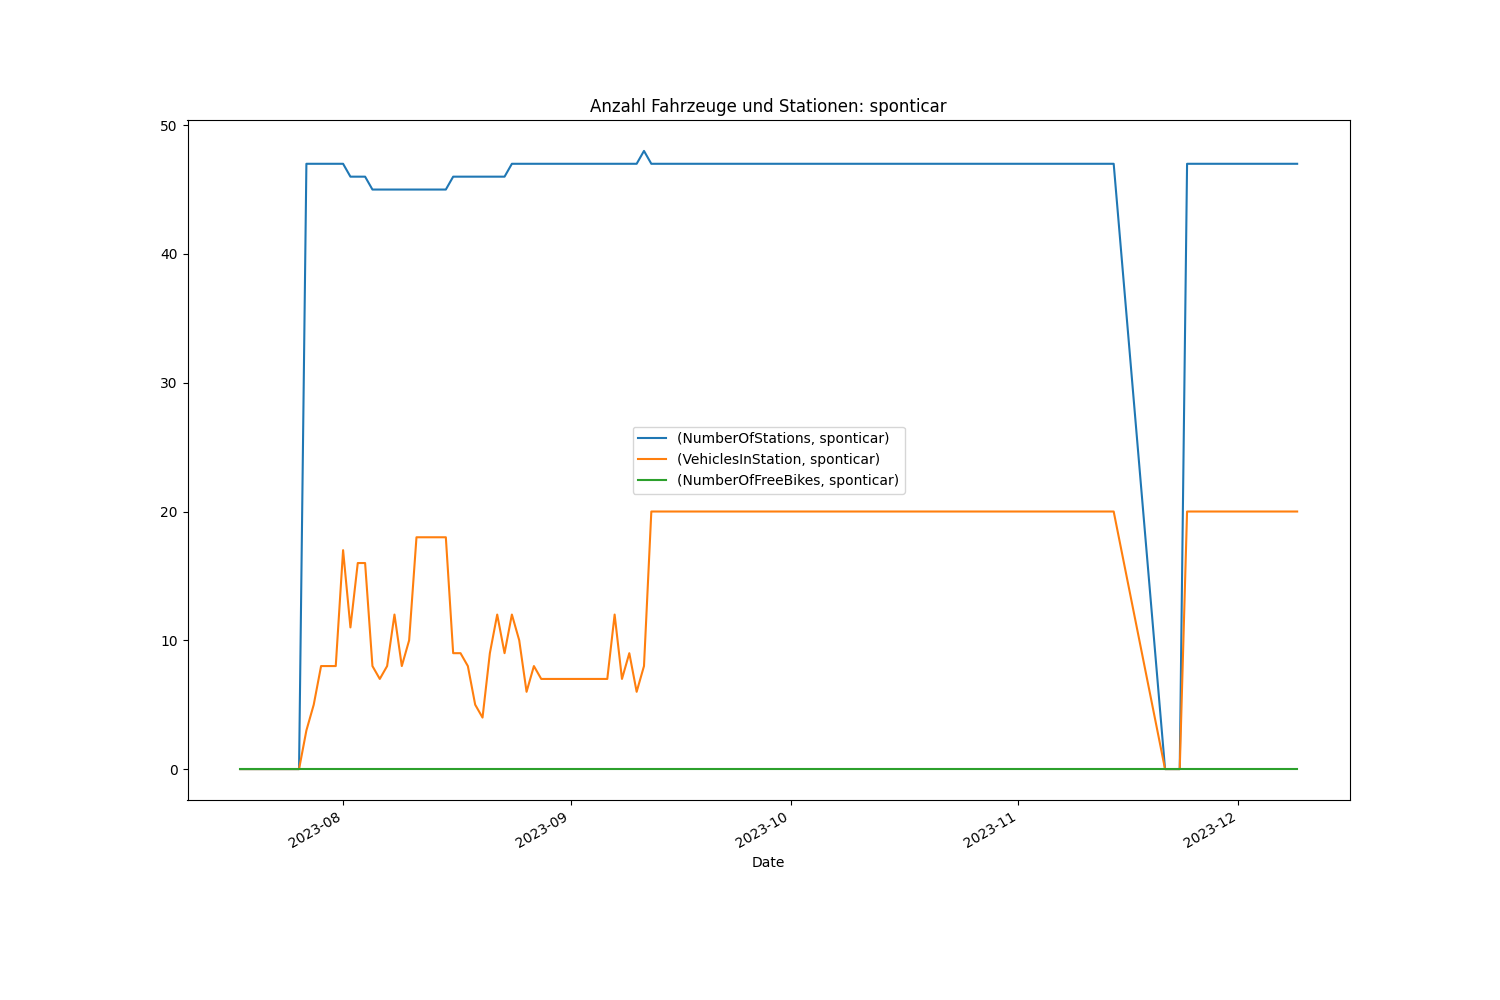 Anzahl Fahrzeuge und Stationen: sponticar
50
40
30
20
10
0
(NumberOfStations, sponticar)
(VehiclesInStation, sponticar)
(NumberOfFreeBikes, sponticar)
2023-08
2023-09
2023-10
2023-11
2023-12
Date